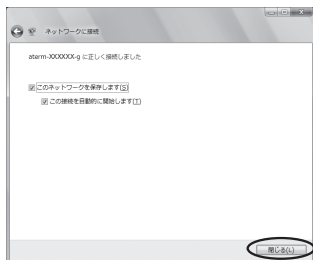 ネットワークに接続
aterm-XXXXXX-g に正しく接続しました
このネットワークを保存します(S)
この接続を自動的に開始します(T)
閉じる(L)